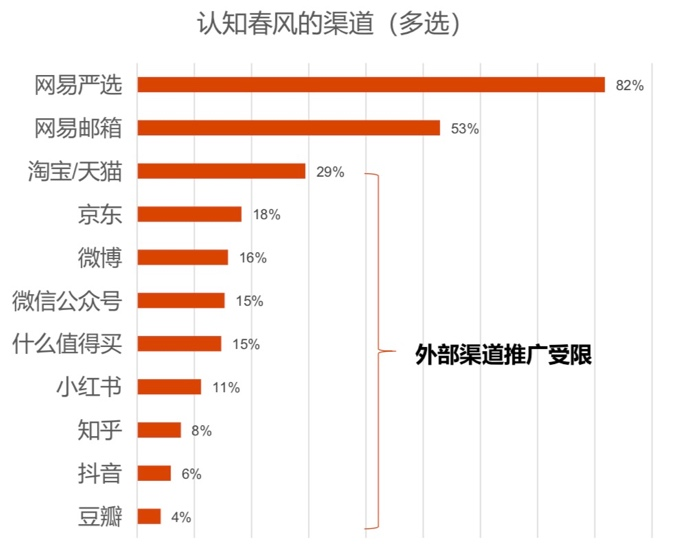 认知春风的渠道（多选）
网易严选 82%
网易邮箱 53%
淘宝/天猫 29%
京东 18%
微博 16%
微信公众号 15%
什么值得买 15%
外部渠道推广受限
小红书 11%
知乎 8%
抖音 6%
豆瓣 4%